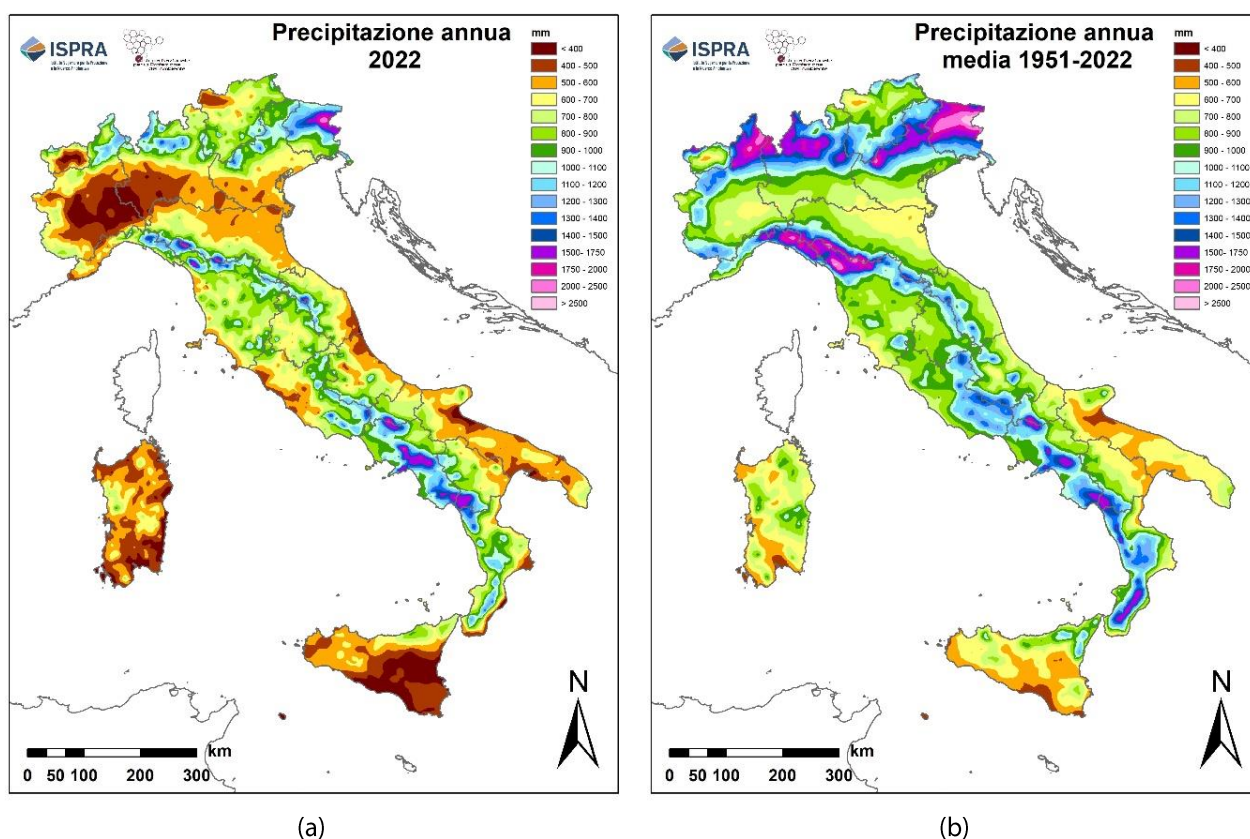 ISPRA
Precipitazione annua
2022
mm
< 400
400 - 500
500 - 600
600 - 700
700 - 800
800 - 900
900 - 1000
1000 - 1100
1100 - 1200
1200 - 1300
1300 - 1400
1400 - 1500
1500- 1750
1750 - 2000
2000 - 2500
> 2500
N
km
0 50 100 200 300
(a)
ISPRA
Precipitazione annua
media 1951-2022
mm
< 400
400 - 500
500 - 600
600 - 700
700 - 800
800 - 900
900 - 1000
1000 - 1100
1100 - 1200
1200 - 1300
1300 - 1400
1400 - 1500
1500- 1750
1750 - 2000
2000 - 2500
> 2500
N
km
0 50 100 200 300
(b)